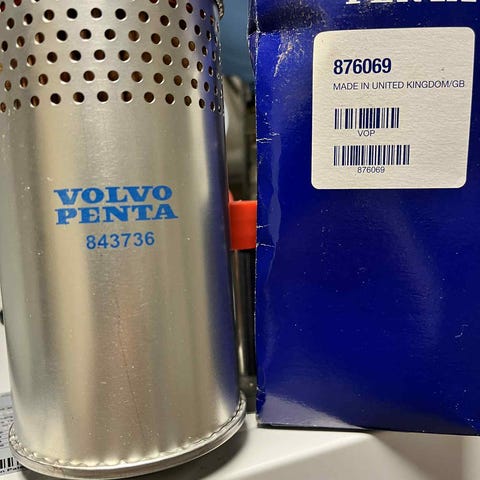 VOLVO
PENTA
843736
876069
MADE IN UNITED KINGDOM/GB
VOP
876069